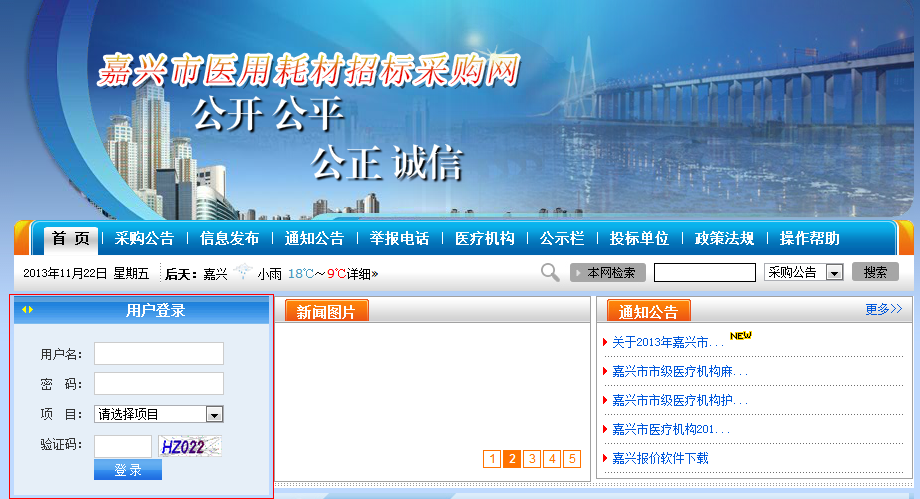 嘉兴市医用耗材招标采购网
公开 公平
公正 诚信
首 页 采购公告 信息发布 通知公告 举报电话 医疗机构 公示栏 投标单位 政策法规 操作帮助
2013年11月22日 星期五 后天: 嘉兴 小雨 18℃~9℃详细» 本网检索 采购公告 搜索
用户登录
用户名:
密 码:
项 目: 请选择项目
验证码: HZ022
登 录
新闻图片
1 2 3 4 5
通知公告 更多>>
关于2013年嘉兴市... NEW
嘉兴市市级医疗机构麻...
嘉兴市市级医疗机构护...
嘉兴市医疗机构201...
嘉兴报价软件下载